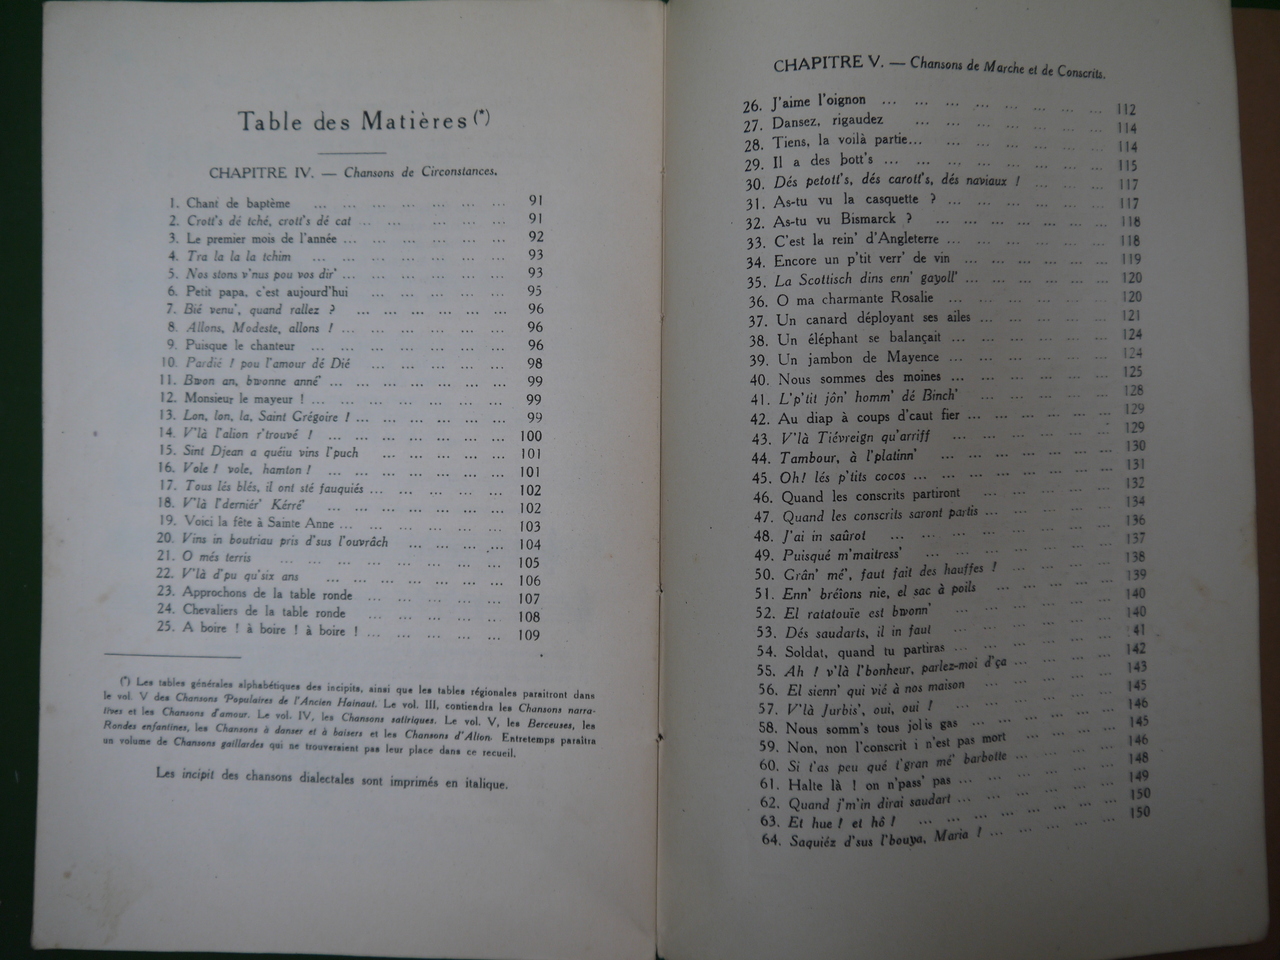 Table des Matières (*)
CHAPITRE IV. — Chansons de Circonstances.
1. Chant de baptème ... 91
2. Crott's dé tché, crott's dé cat ... 91
3. Le premier mois de l'année ... 92
4. Tra la la la tchim ... 93
5. Nos stons v'nus pou vos dir' ... 93
6. Petit papa, c'est aujourd'hui ... 95
7. Bié venu', quand rallez ? ... 96
8. Allons, Modeste, allons ! ... 96
9. Puisque le chanteur ... 96
10. Pardié ! pou l'amour dé Dié ... 98
11. Bwon an, bwonne anné' ... 99
12. Monsieur le mayeur ! ... 99
13. Lon, lon, la, Saint Grégoire ! ... 99
14. V'là l'alion r'trouvé ! ... 100
15. Sint Djean a quéiu vins l'puch ... 101
16. Vole ! vole, hamton ! ... 101
17. Tous lés blés, il ont sté fauquiés ... 102
18. V'là l'derniér' Kérré' ... 102
19. Voici la fête à Sainte Anne ... 103
20. Vins in boutriau pris d'sus l'ouvrâch ... 104
21. O més terris ... 105
22. V'là d'pu qu'six ans ... 106
23. Approchons de la table ronde ... 107
24. Chevaliers de la table ronde ... 108
25. A boire ! à boire ! à boire ! ... 109
(*) Les tables générales alphabétiques des incipits, ainsi que les tables régionales paraîtront dans
le vol. V des Chansons Populaires de l'Ancien Hainaut. Le vol. III, contiendra les Chansons narra-
tives et les Chansons d'amour. Le vol. IV, les Chansons satiriques. Le vol. V, les Berceuses, les
Rondes enfantines, les Chansons à danser et à baisers et les Chansons d'Alion. Entretemps paraîtra
un volume de Chansons gaillardes qui ne trouveraient pas leur place dans ce recueil.
Les incipit des chansons dialectales sont imprimés en italique.
CHAPITRE V. — Chansons de Marche et de Conscrits.
26. J'aime l'oignon ... 112
27. Dansez, rigaudez ... 114
28. Tiens, la voilà partie... ... 114
29. Il a des bott's ... 115
30. Dés petott's, dés carott's, dés naviaux ! ... 117
31. As-tu vu la casquette ? ... 117
32. As-tu vu Bismarck ? ... 118
33. C'est la rein' d'Angleterre ... 118
34. Encore un p'tit verr' de vin ... 119
35. La Scottisch dins enn' gayoll' ... 120
36. O ma charmante Rosalie ... 120
37. Un canard déployant ses ailes ... 121
38. Un éléphant se balançait ... 124
39. Un jambon de Mayence ... 124
40. Nous sommes des moines ... 125
41. L'p'tit jôn' homm' dé Binch' ... 128
42. Au diap à coups d'caut fier ... 129
43. V'là Tiévreign qu'arriff ... 129
44. Tambour, à l'platinn' ... 130
45. Oh! lés p'tits cocos ... 131
46. Quand les conscrits partiront ... 132
47. Quand les conscrits saront partis ... 134
48. J'ai in saûrot ... 136
49. Puisqué m'maitress' ... 137
50. Grân' mé', faut fait des hauffes ! ... 138
51. Enn' bréïons nie, el sac à poils ... 139
52. El ratatouïe est bwonn' ... 140
53. Dés saudarts, il in faut ... 140
54. Soldat, quand tu partiras ... 41
55. Ah ! v'là l'bonheur, parlez-moi d'ça ... 142
56. El sienn' qui vié à nos maison ... 143
57. V'là Jurbis', oui, oui ! ... 145
58. Nous somm's tous jolis gas ... 146
59. Non, non l'conscrit i n'est pas mort ... 145
60. Si t'as peu qué t'gran mé' barbotte ... 146
61. Halte là ! on n'pass' pas ... 148
62. Quand j'm'in dirai saudart ... 149
63. Et hue ! et hô ! ... 150
64. Saquiéz d'sus l'bouya, Maria ! ... 150